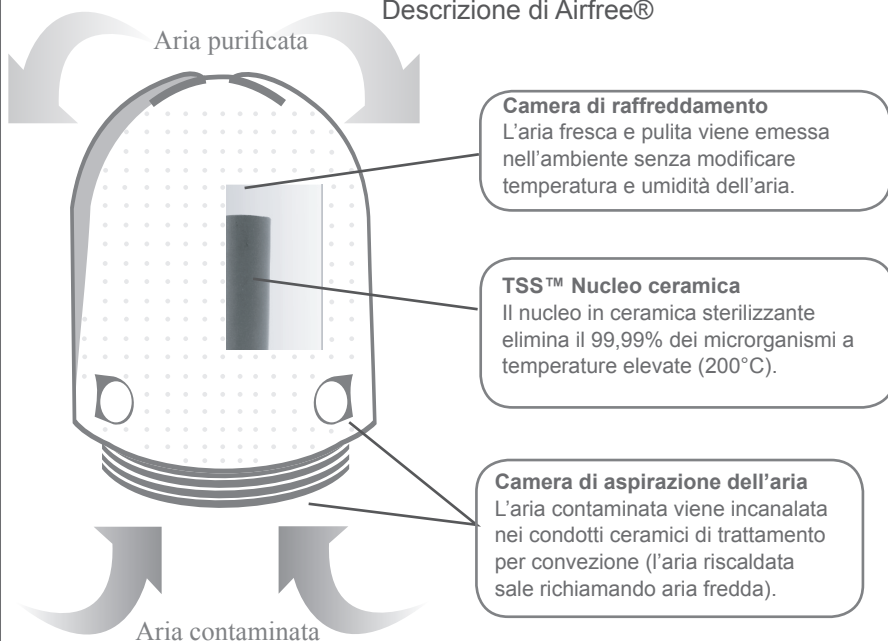 Descrizione di Airfree®
Aria purificata
Camera di raffreddamento
L'aria fresca e pulita viene emessa
nell'ambiente senza modificare
temperatura e umidità dell'aria.
TSS™ Nucleo ceramica
Il nucleo in ceramica sterilizzante
elimina il 99,99% dei microrganismi a
temperature elevate (200°C).
Camera di aspirazione dell'aria
L'aria contaminata viene incanalata
nei condotti ceramici di trattamento
per convezione (l'aria riscaldata
sale richiamando aria fredda).
Aria contaminata